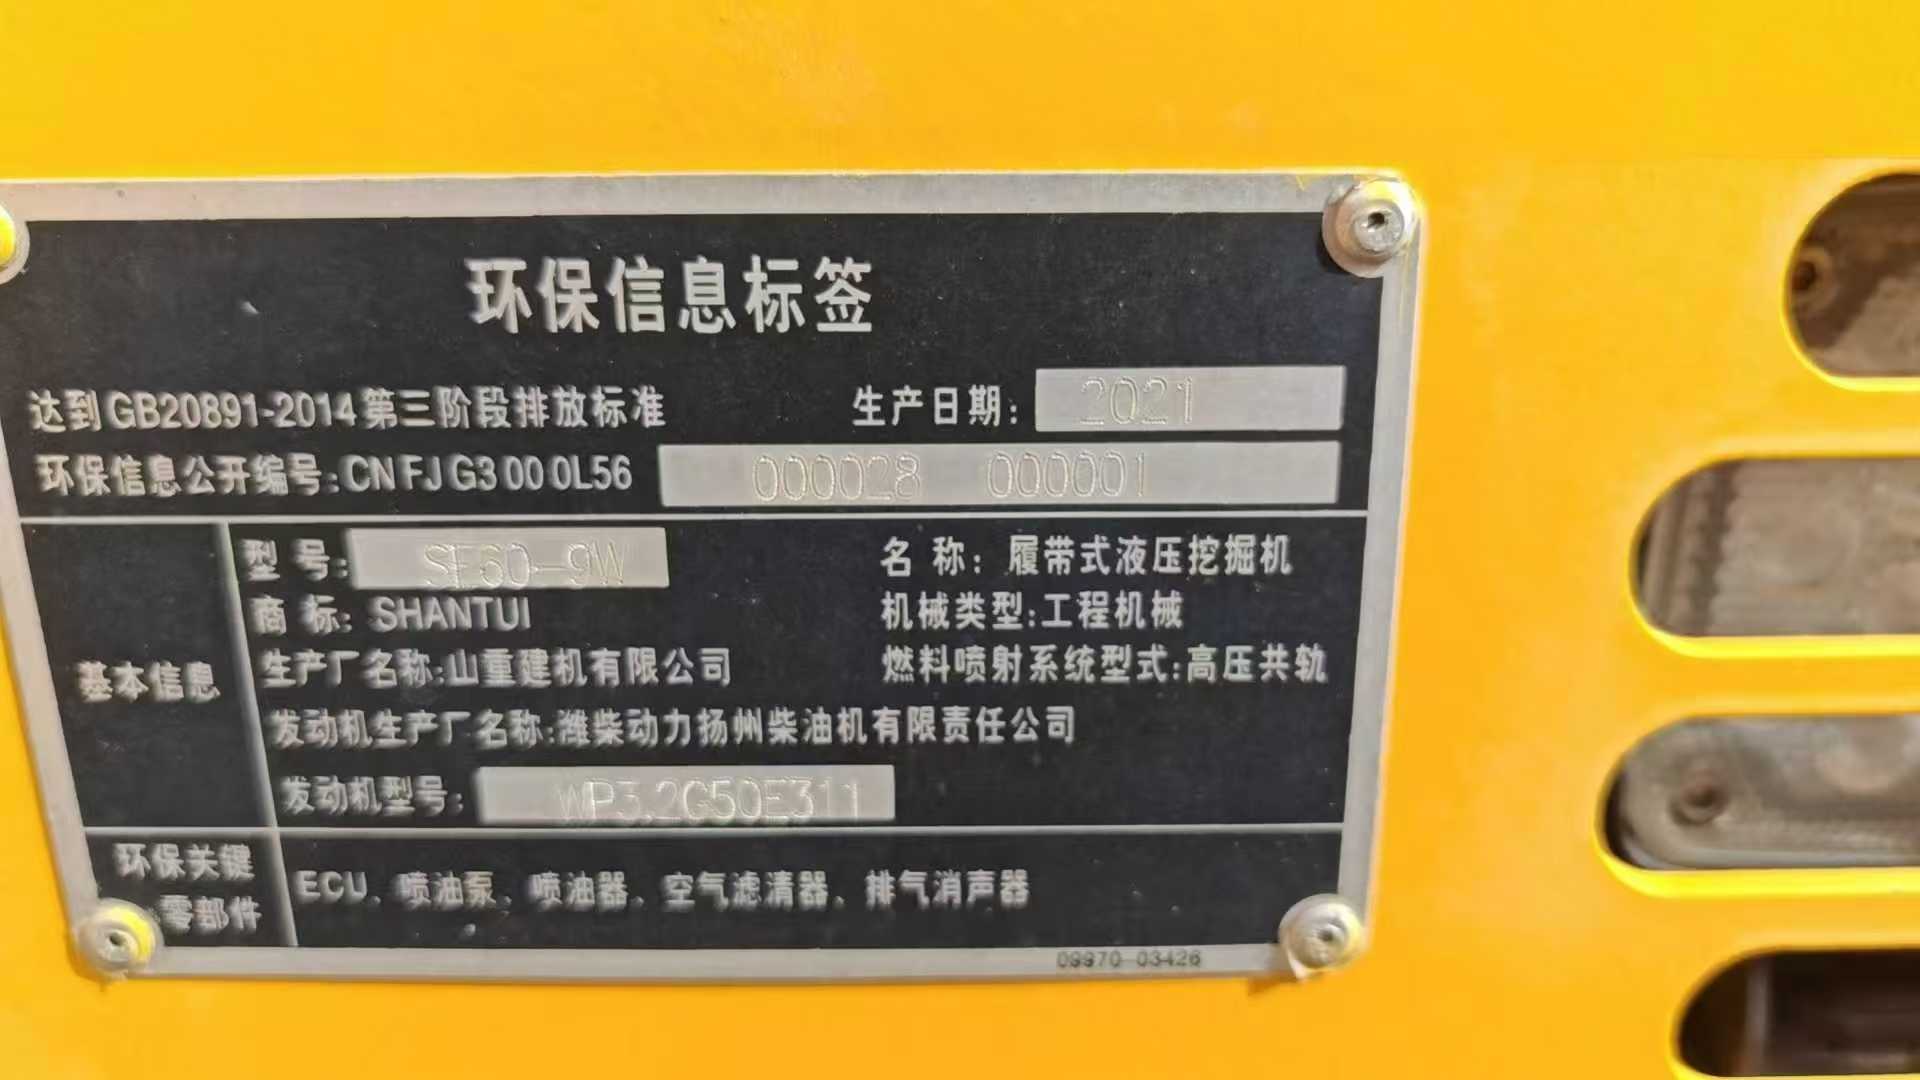 环保信息标签
达到GB20891-2014第三阶段排放标准 生产日期: 2021
环保信息公开编号:CN FJ G3 00 0L56 000028 000001
基本信息
型 号: SE60-9W 名 称: 履带式液压挖掘机
商 标: SHANTUI 机械类型:工程机械
生产厂名称:山重建机有限公司 燃料喷射系统型式:高压共轨
发动机生产厂名称:潍柴动力扬州柴油机有限责任公司
发动机型号: WP3.2G50E311
环保关键
零部件
ECU、喷油泵、喷油器、空气滤清器、排气消声器
09970 03426